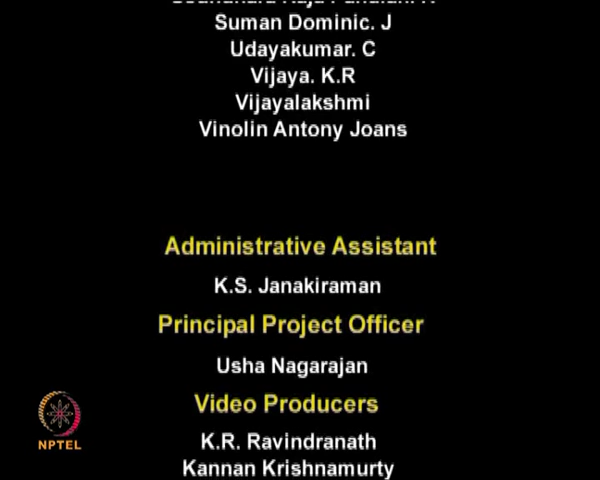 Suman Dominic. J
Udayakumar. C
Vijaya. K.R
Vijayalakshmi
Vinolin Antony Joans
Administrative Assistant
K.S. Janakiraman
Principal Project Officer
Usha Nagarajan
Video Producers
K.R. Ravindranath
Kannan Krishnamurty
NPTEL